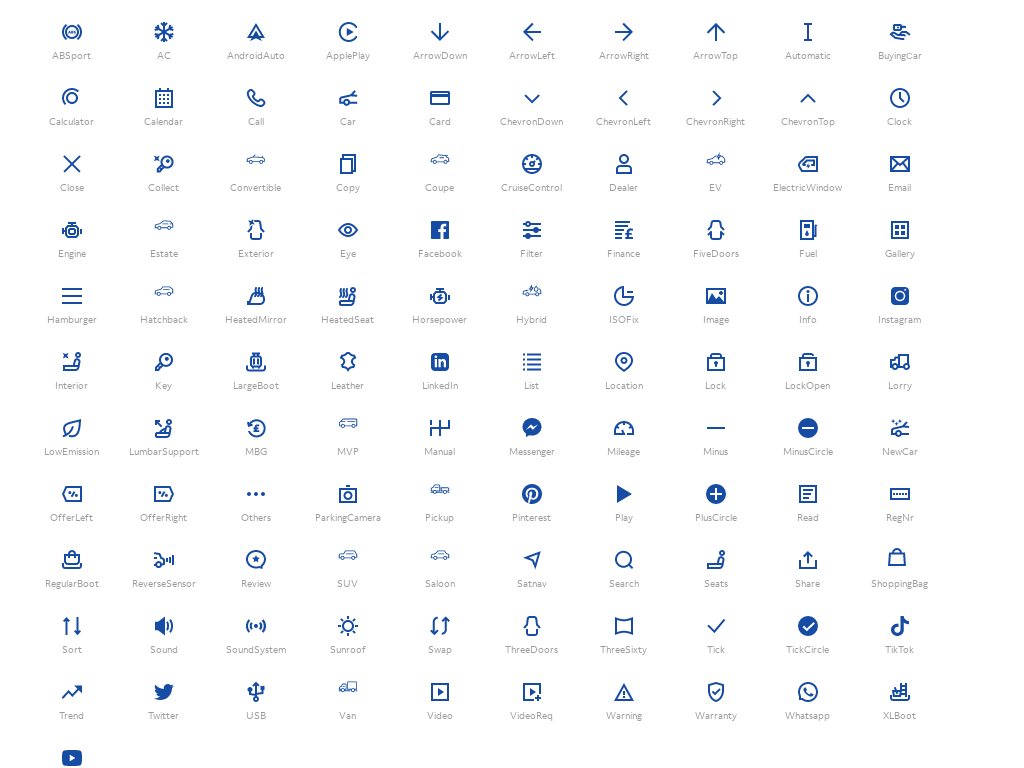 ABSport AC AndroidAuto ApplePlay ArrowDown ArrowLeft ArrowRight ArrowTop Automatic BuyingCar
Calculator Calendar Call Car Card ChevronDown ChevronLeft ChevronRight ChevronTop Clock
Close Collect Convertible Copy Coupe CruiseControl Dealer EV ElectricWindow Email
Engine Estate Exterior Eye Facebook Filter Finance FiveDoors Fuel Gallery
Hamburger Hatchback HeatedMirror HeatedSeat Horsepower Hybrid ISOFix Image Info Instagram
Interior Key LargeBoot Leather LinkedIn List Location Lock LockOpen Lorry
LowEmission LumbarSupport MBG MVP Manual Messenger Mileage Minus MinusCircle NewCar
OfferLeft OfferRight Others ParkingCamera Pickup Pinterest Play PlusCircle Read RegNr
RegularBoot ReverseSensor Review SUV Saloon Satnav Search Seats Share ShoppingBag
Sort Sound SoundSystem Sunroof Swap ThreeDoors ThreeSixty Tick TickCircle TikTok
Trend Twitter USB Van Video VideoReq Warning Warranty Whatsapp XLBoot